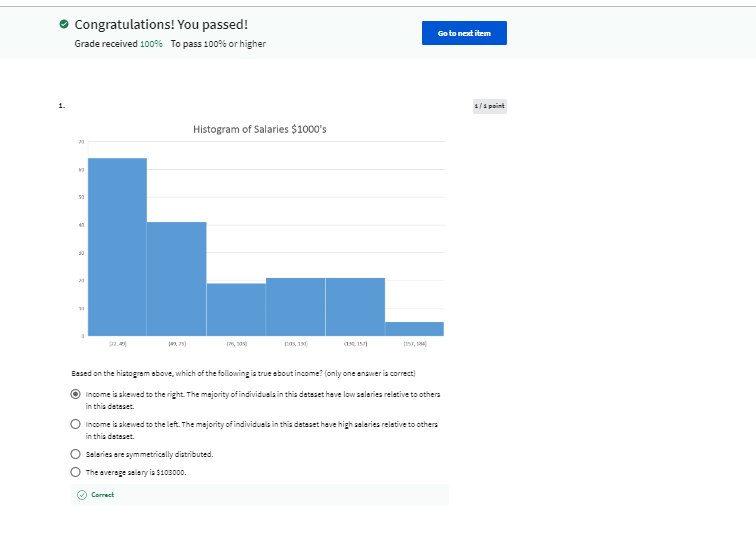 Congratulations! You passed!
Grade received 100% To pass 100% or higher
Go to next item
1.
1 / 1 point
Histogram of Salaries $1000's
70
60
50
40
30
20
10
0
[22, 49]
(49, 76]
(76, 103]
(103, 130]
(130, 157]
(157, 184]
Based on the histogram above, which of the following is true about income? (only one answer is correct)
Income is skewed to the right. The majority of individuals in this dataset have low salaries relative to others
in this dataset.
Income is skewed to the left. The majority of individuals in this dataset have high salaries relative to others
in this dataset.
Salaries are symmetrically distributed.
The average salary is $103000.
Correct